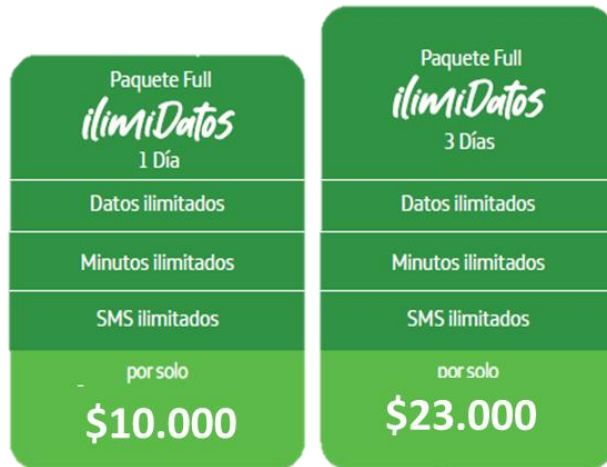 Paquete Full
ilimiDatos
1 Día
Datos ilimitados
Minutos ilimitados
SMS ilimitados
por solo
$10.000
Paquete Full
ilimiDatos
3 Días
Datos ilimitados
Minutos ilimitados
SMS ilimitados
por solo
$23.000